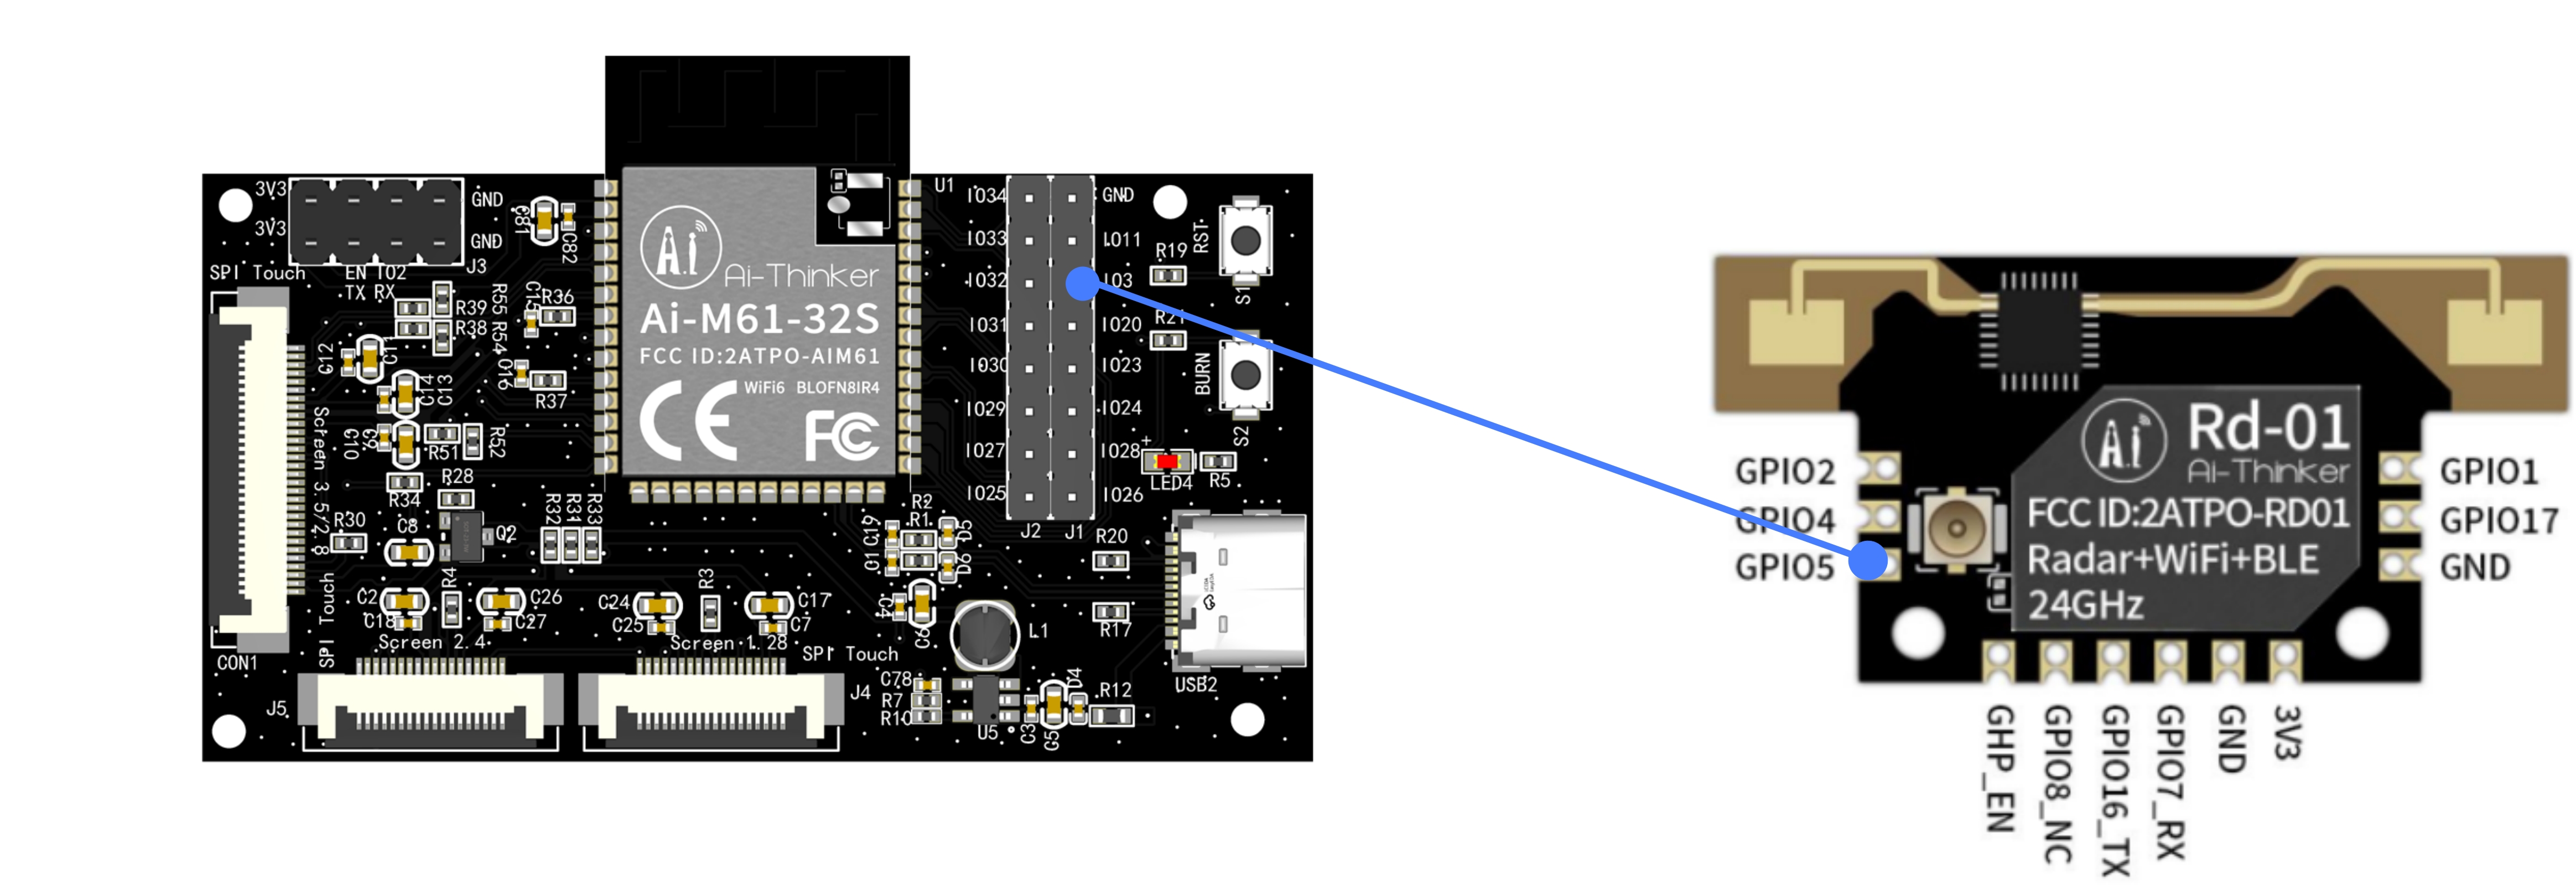 3V3
GND
3V3
GND
SPI Touch
EN IO2
TX RX
J3
C81
C82
R55
R54
R39
R38
C15
R36
C12
C11
C14
C13
C16
R37
Screen 3.5/2.8
C10
C9
R51
R52
R28
R34
R30
C8
Q2
R32
R31
R33
SPI Touch
CON1
C2
C18
R4
C26
C27
Screen 2.4
C24
C25
R3
C17
C7
Screen 1.28
SPI Touch
J5
J4
Ai
Ai-Thinker
Ai-M61-32S
FCC ID:2ATPO-AIM61
CE
WiFi6 BLOFN8IR4
FC
U1
IO34
GND
IO33
IO11
IO32
IO3
IO31
IO20
IO30
IO23
IO29
IO24
IO27
IO28
IO25
IO26
J2
J1
R19
RST
S1
R21
BURN
S2
+
LED4
R5
R2
R1
C19
D5
D6
R20
R17
C4
C6
L1
USB2
C78
R7
R10
U5
C3
D4
R12
Ai
Rd-01
Ai-Thinker
FCC ID:2ATPO-RD01
Radar+WiFi+BLE
24GHz
GPIO2
GPIO4
GPIO5
GPIO1
GPIO17
GND
GHP_EN
GPIO8_NC
GPIO16_TX
GPIO7_RX
GND
3V3